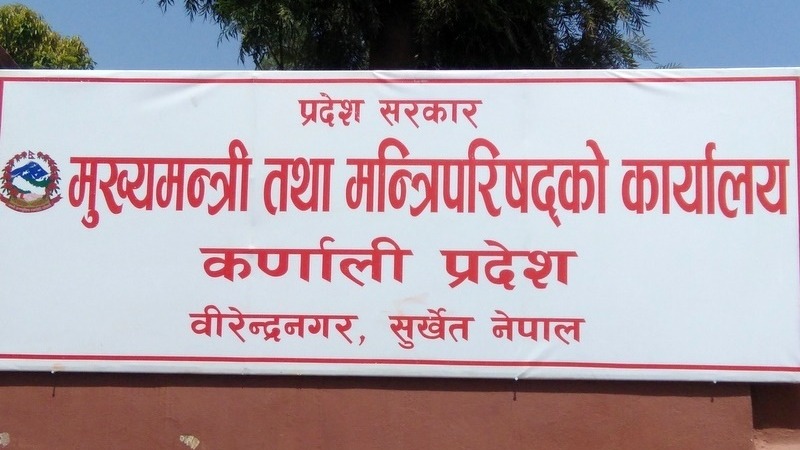 प्रदेश सरकार
मुख्यमन्त्री तथा मन्त्रिपरिषद्को कार्यालय
कर्णाली प्रदेश
वीरेन्द्रनगर, सुर्खेत नेपाल